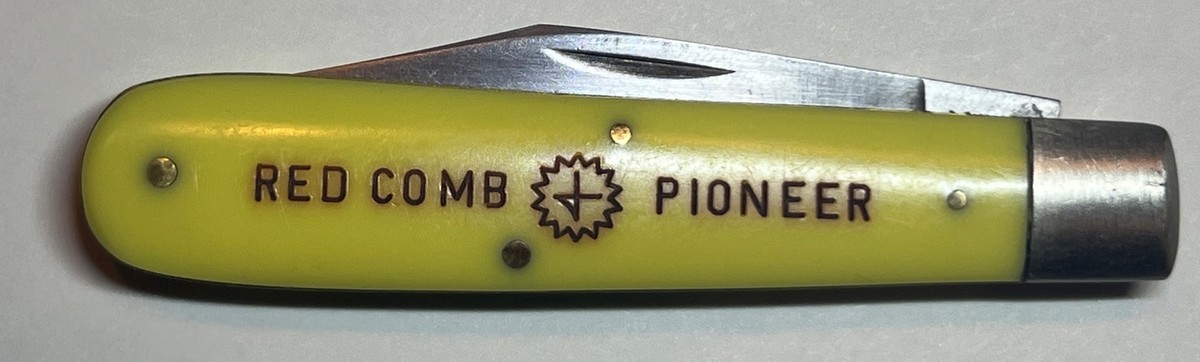 RED COMB PIONEER